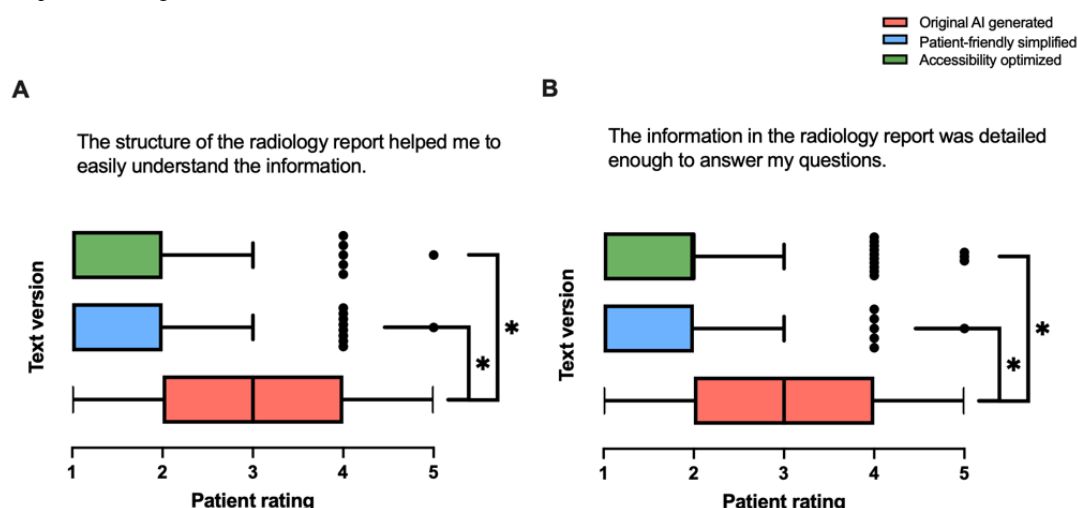 Original AI generated
Patient-friendly simplified
Accessibility optimized
A
The structure of the radiology report helped me to
easily understand the information.
Text version
*
*
1 2 3 4 5
Patient rating
B
The information in the radiology report was detailed
enough to answer my questions.
Text version
*
*
1 2 3 4 5
Patient rating